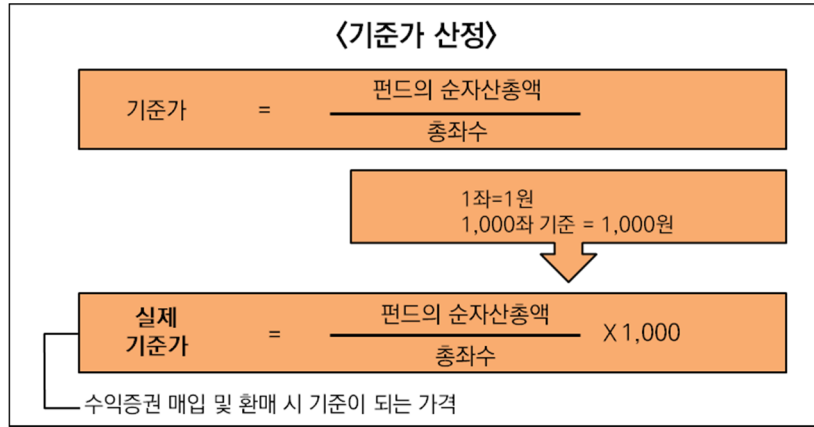 〈기준가 산정〉
기준가 = 펀드의 순자산총액
총좌수
1좌=1원
1,000좌 기준 = 1,000원
실제
기준가 = 펀드의 순자산총액 X 1,000
총좌수
수익증권 매입 및 환매 시 기준이 되는 가격